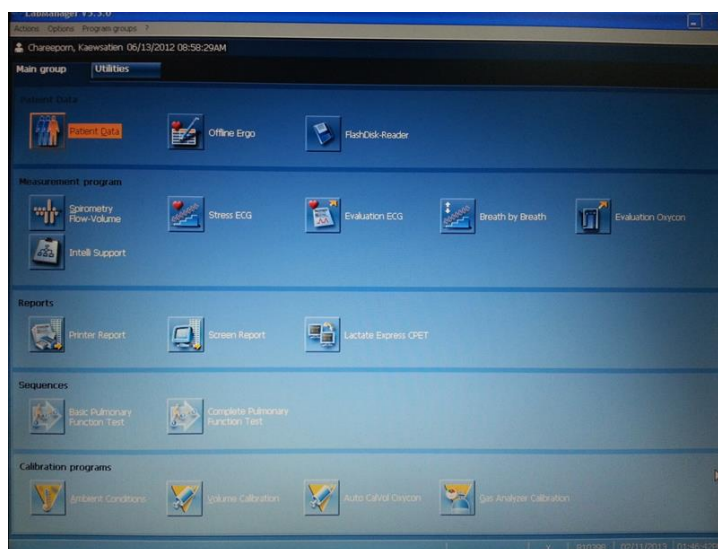 LabManager V5.3.0
Actions Options Program groups ?
Chareeporn, Kaewsatien 06/13/2012 08:58:29AM
Main group Utilities
Patient Data
Patient Data Offline Ergo FlashDisk-Reader
Measurement program
Spirometry
Flow-Volume Stress ECG Evaluation ECG Breath by Breath Evaluation Oxycon
Intelli Support
Reports
Printer Report Screen Report Lactate Express CPET
Sequences
Basic Pulmonary Complete Pulmonary
Function Test Function Test
Calibration programs
Ambient Conditions Volume Calibration Auto CalVol Oxycon Gas Analyzer Calibration
02/11/2013